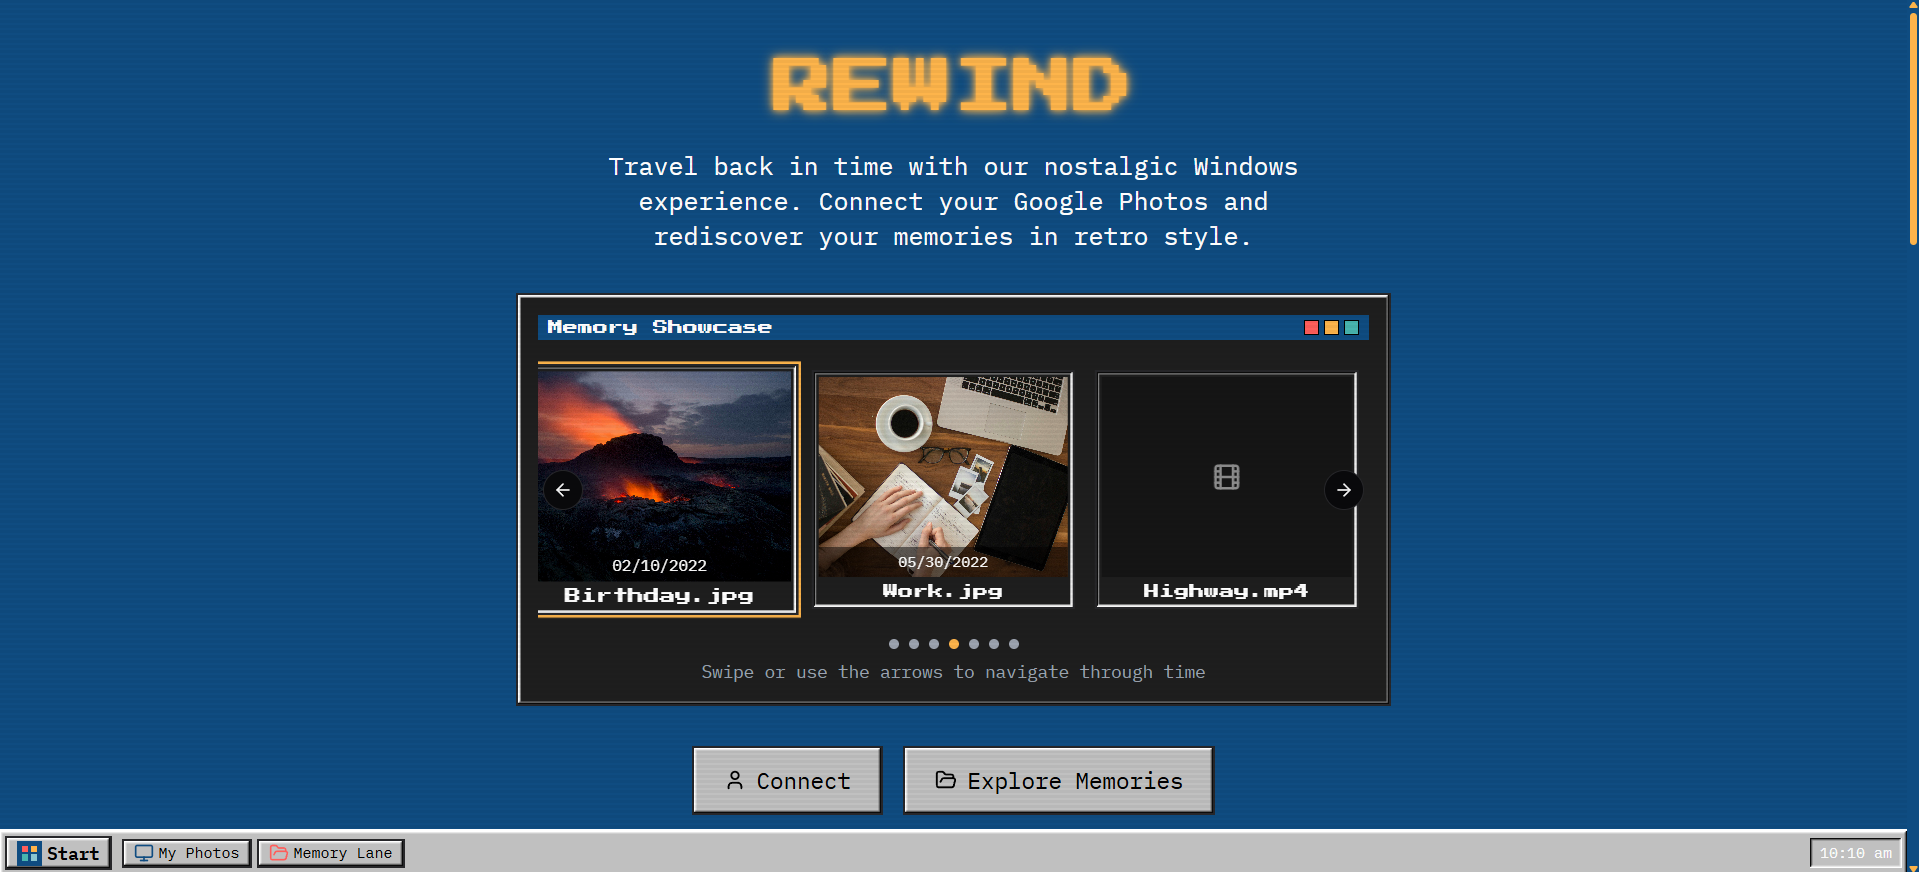 REWIND
Travel back in time with our nostalgic Windows
experience. Connect your Google Photos and
rediscover your memories in retro style.
Memory Showcase
02/10/2022
Birthday.jpg
05/30/2022
Work.jpg
Highway.mp4
Swipe or use the arrows to navigate through time
Connect
Explore Memories
Start
My Photos
Memory Lane
10:10 am